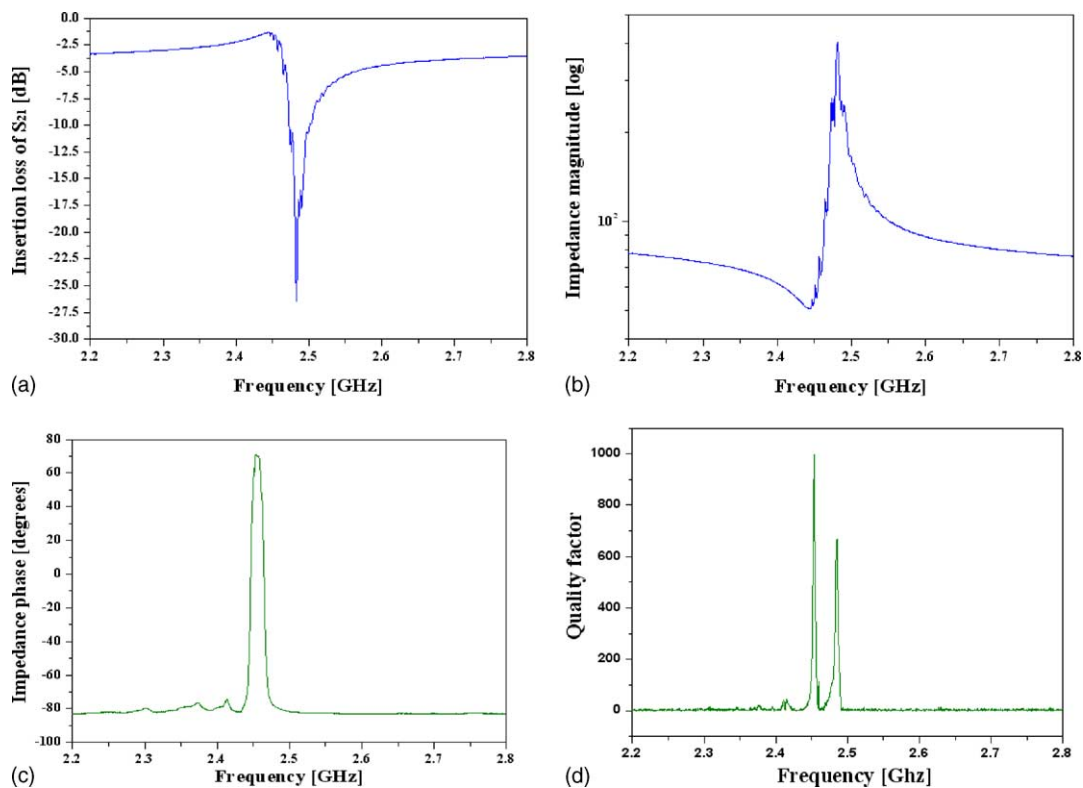 Insertion loss of S21 [dB]
0.0
-2.5
-5.0
-7.5
-10.0
-12.5
-15.0
-17.5
-20.0
-22.5
-25.0
-27.5
-30.0
2.2 2.3 2.4 2.5 2.6 2.7 2.8
Frequency [GHz]
(a)
Impedance magnitude [log]
10²
2.2 2.3 2.4 2.5 2.6 2.7 2.8
Frequency [GHz]
(b)
Impedance phase [degrees]
80
60
40
20
0
-20
-40
-60
-80
-100
2.2 2.3 2.4 2.5 2.6 2.7 2.8
Frequency [GHz]
(c)
Quality factor
1000
800
600
400
200
0
2.2 2.3 2.4 2.5 2.6 2.7 2.8
Frequency [Ghz]
(d)